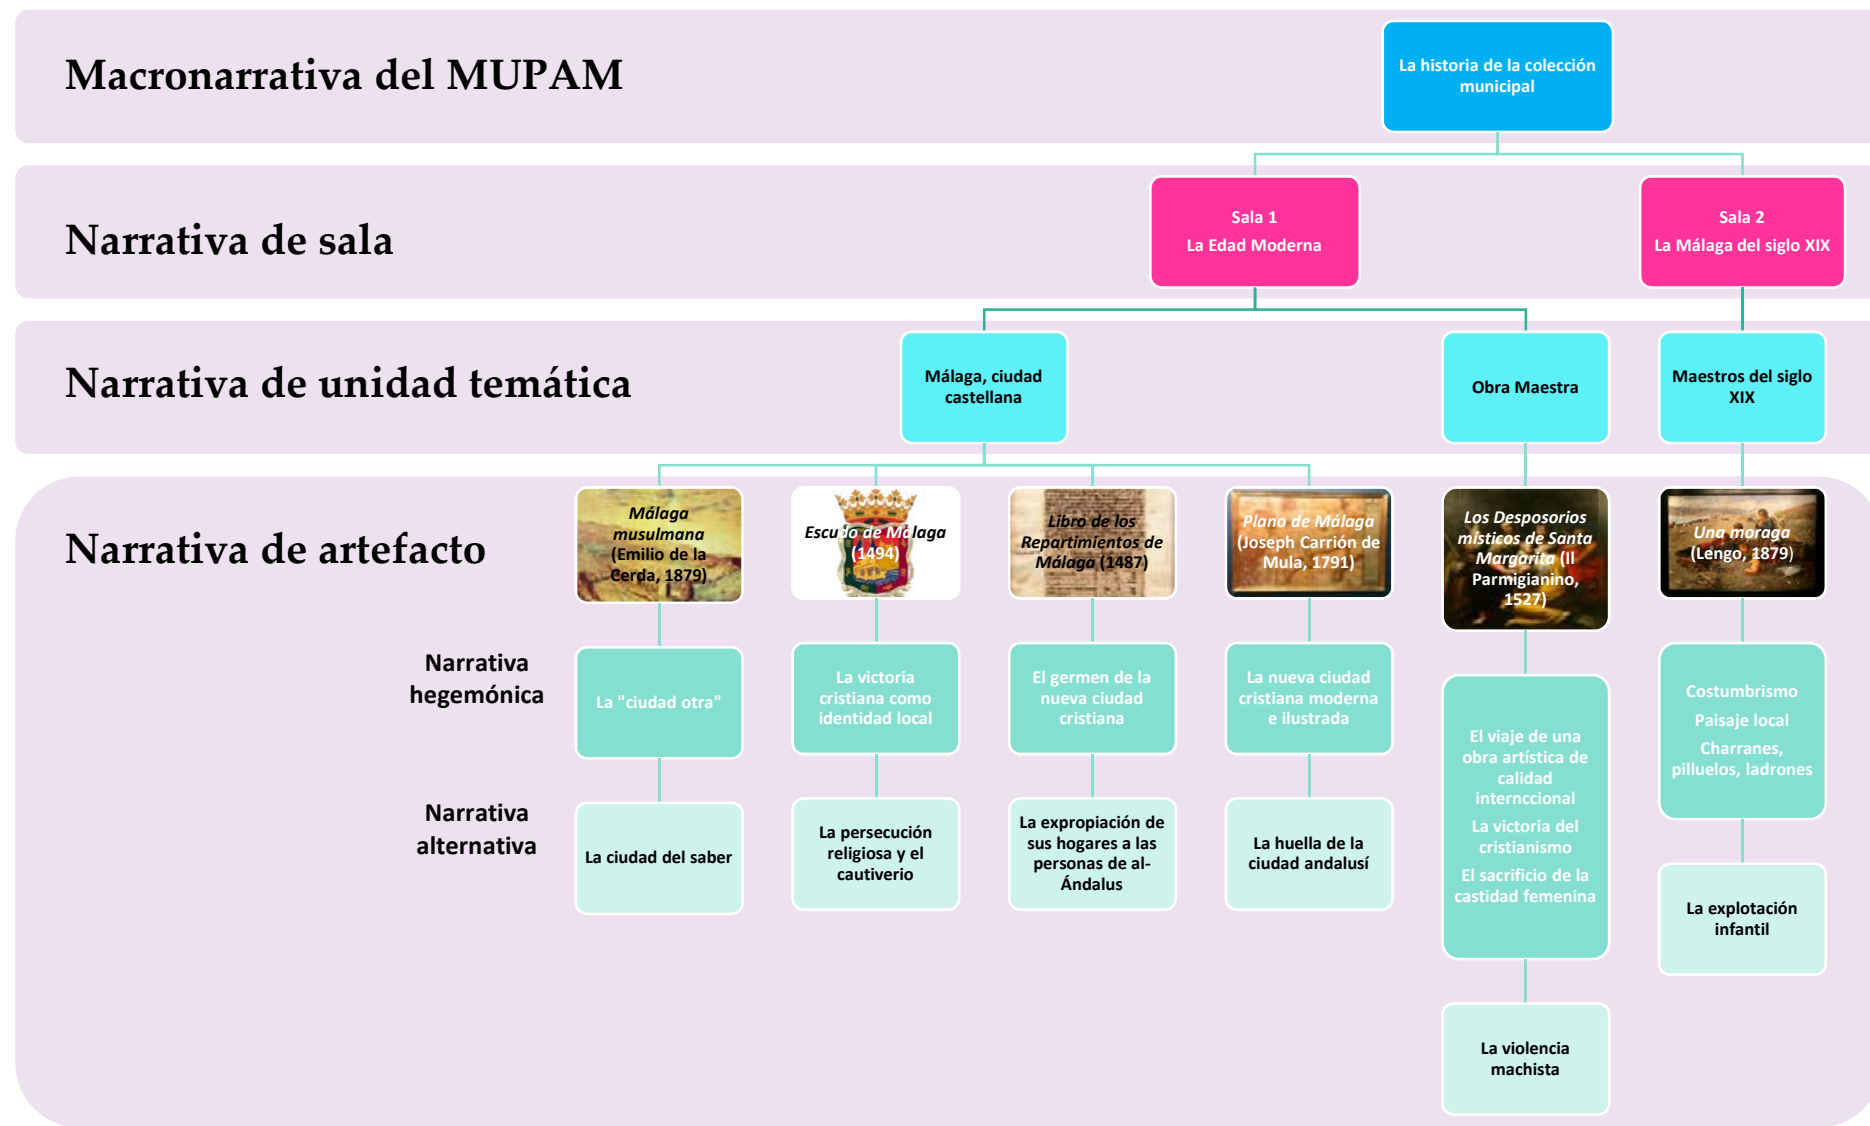 Macronarrativa del MUPAM
La historia de la colección
municipal
Narrativa de sala
Sala 1
La Edad Moderna
Sala 2
La Málaga del siglo XIX
Narrativa de unidad temática
Málaga, ciudad
castellana
Obra Maestra
Maestros del siglo
XIX
Narrativa de artefacto
Málaga
musulmana
(Emilio de la
Cerda, 1879)
Escudo de Málaga
(1494)
Libro de los
Repartimientos de
Málaga (1487)
Plano de Málaga
(Joseph Carrión de
Mula, 1791)
Los Desposorios
místicos de Santa
Margarita (Il
Parmigianino,
1527)
Una moraga
(Lengo, 1879)
Narrativa
hegemónica
La "ciudad otra"
La victoria
cristiana como
identidad local
El germen de la
nueva ciudad
cristiana
La nueva ciudad
cristiana moderna
e ilustrada
El viaje de una
obra artística de
calidad
internccional
La victoria del
cristianismo
El sacrificio de la
castidad femenina
Costumbrismo
Paisaje local
Charranes,
pilluelos, ladrones
Narrativa
alternativa
La ciudad del saber
La persecución
religiosa y el
cautiverio
La expropiación de
sus hogares a las
personas de al-
Ándalus
La huella de la
ciudad andalusí
La violencia
machista
La explotación
infantil